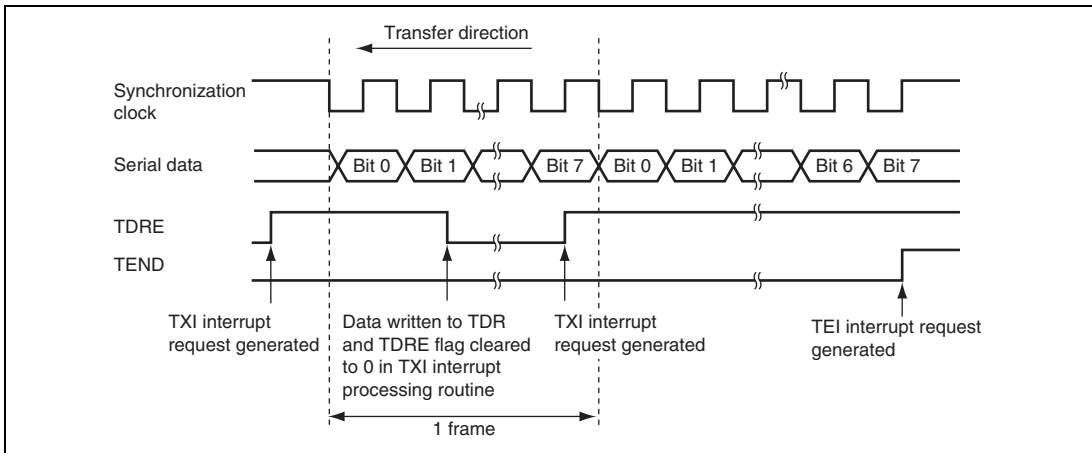 Transfer direction
Synchronization
clock
Serial data
Bit 0
Bit 1
Bit 7
Bit 0
Bit 1
Bit 6
Bit 7
TDRE
TEND
TXI interrupt
request generated
Data written to TDR
and TDRE flag cleared
to 0 in TXI interrupt
processing routine
TXI interrupt
request generated
TEI interrupt request
generated
1 frame